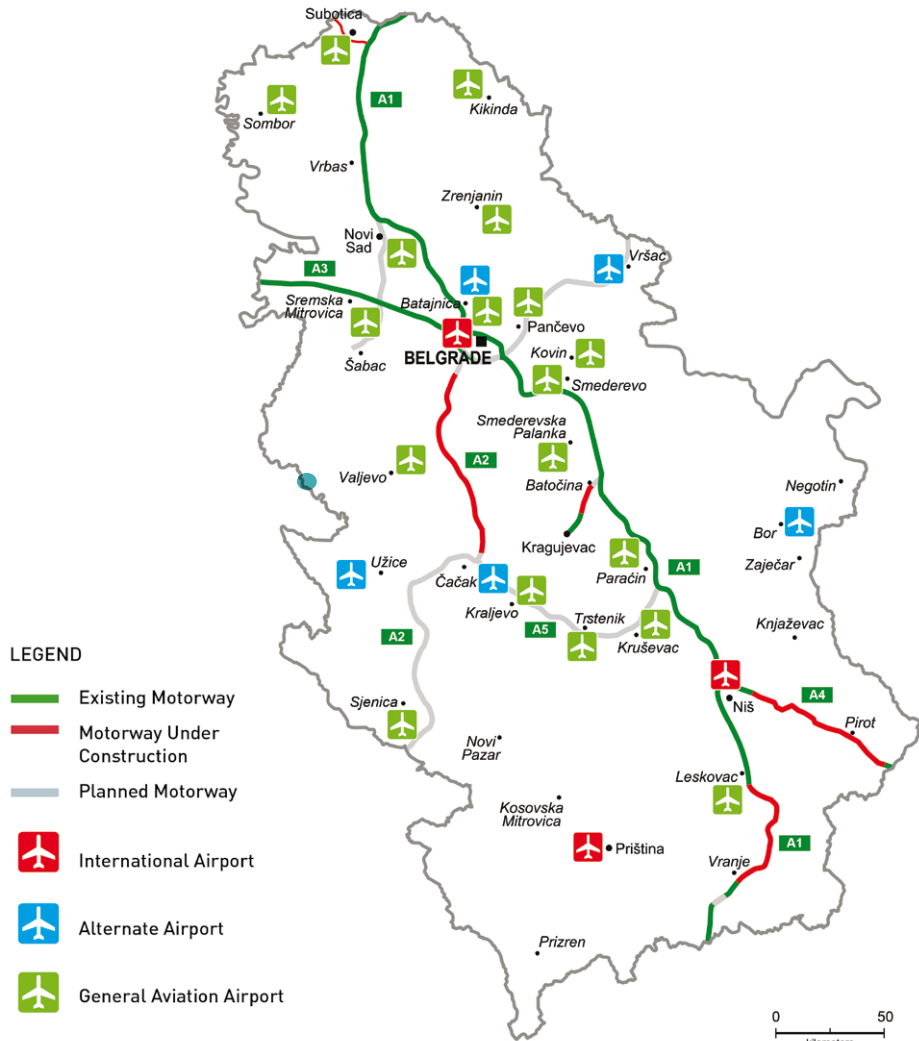 Subotica
A1
Kikinda
Sombor
Vrbas
Zrenjanin
Novi
Sad
Vršac
A3
Sremska
Mitrovica
Batajnica
Pančevo
BELGRADE
Šabac
Kovin
Smederevo
Smederevska
Palanka
A2
Valjevo
Batočina
Negotin
Bor
Kragujevac
Zaječar
Užice
Čačak
Paraćin
A1
Kraljevo
Trstenik
A5
Kruševac
Knjaževac
A2
LEGEND
Existing Motorway
Motorway Under
Construction
Planned Motorway
International Airport
Alternate Airport
General Aviation Airport
Sjenica
Novi
Pazar
Niš
A4
Pirot
Leskovac
Kosovska
Mitrovica
Priština
A1
Vranje
Prizren
0 50